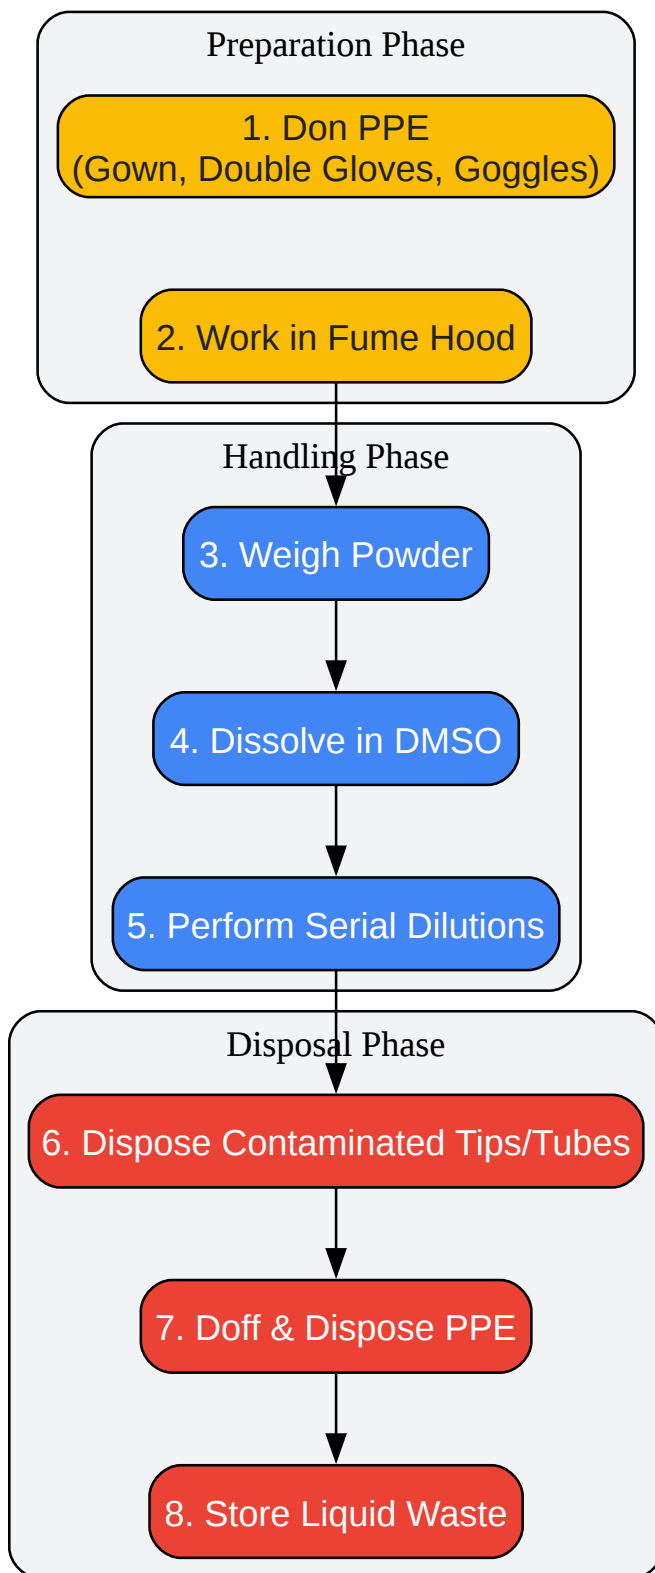 Preparation Phase
1. Don PPE
(Gown, Double Gloves, Goggles)
2. Work in Fume Hood
Handling Phase
3. Weigh Powder
4. Dissolve in DMSO
5. Perform Serial Dilutions
Disposal Phase
6. Dispose Contaminated Tips/Tubes
7. Doff & Dispose PPE
8. Store Liquid Waste